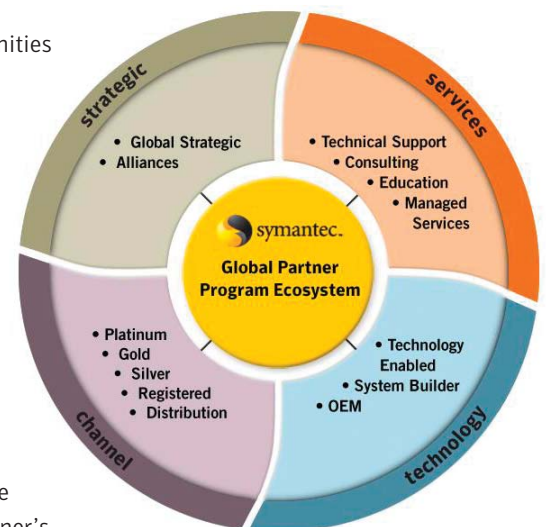 nities
strategic
• Global Strategic
• Alliances
services
• Technical Support
• Consulting
• Education
• Managed
Services
symantec.
Global Partner
Program Ecosystem
channel
• Platinum
• Gold
• Silver
• Registered
• Distribution
technology
• Technology
Enabled
• System Builder
• OEM
e
ner's